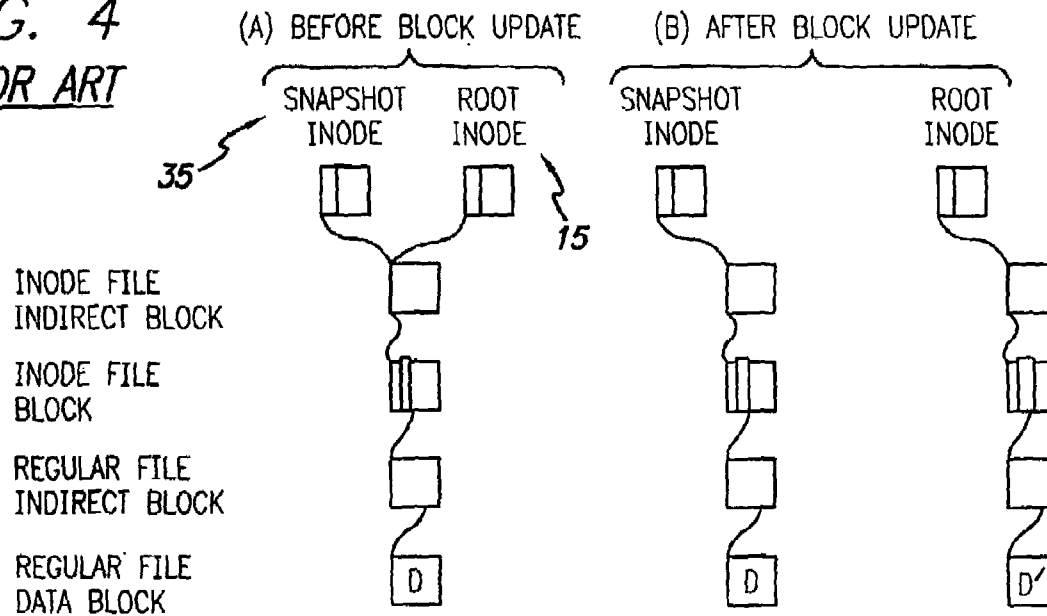 G. 4
OR ART
(A) BEFORE BLOCK UPDATE
(B) AFTER BLOCK UPDATE
SNAPSHOT INODE
ROOT INODE
SNAPSHOT INODE
ROOT INODE
35
15
INODE FILE
INDIRECT BLOCK
INODE FILE
BLOCK
REGULAR FILE
INDIRECT BLOCK
REGULAR FILE
DATA BLOCK
D
D
D′